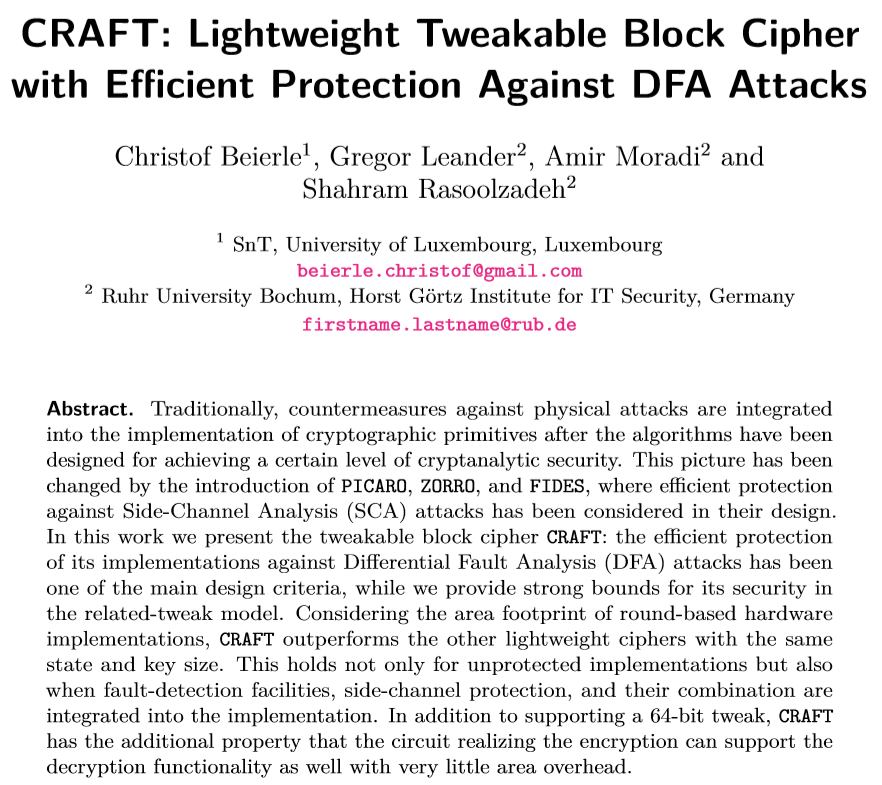 CRAFT: Lightweight Tweakable Block Cipher
with Efficient Protection Against DFA Attacks
Christof Beierle1, Gregor Leander2, Amir Moradi2 and
Shahram Rasoolzadeh2
1 SnT, University of Luxembourg, Luxembourg
beierle.christof@gmail.com
2 Ruhr University Bochum, Horst Görtz Institute for IT Security, Germany
firstname.lastname@rub.de
Abstract. Traditionally, countermeasures against physical attacks are integrated
into the implementation of cryptographic primitives after the algorithms have been
designed for achieving a certain level of cryptanalytic security. This picture has been
changed by the introduction of PICARO, ZORRO, and FIDES, where efficient protection
against Side-Channel Analysis (SCA) attacks has been considered in their design.
In this work we present the tweakable block cipher CRAFT: the efficient protection
of its implementations against Differential Fault Analysis (DFA) attacks has been
one of the main design criteria, while we provide strong bounds for its security in
the related-tweak model. Considering the area footprint of round-based hardware
implementations, CRAFT outperforms the other lightweight ciphers with the same
state and key size. This holds not only for unprotected implementations but also
when fault-detection facilities, side-channel protection, and their combination are
integrated into the implementation. In addition to supporting a 64-bit tweak, CRAFT
has the additional property that the circuit realizing the encryption can support the
decryption functionality as well with very little area overhead.